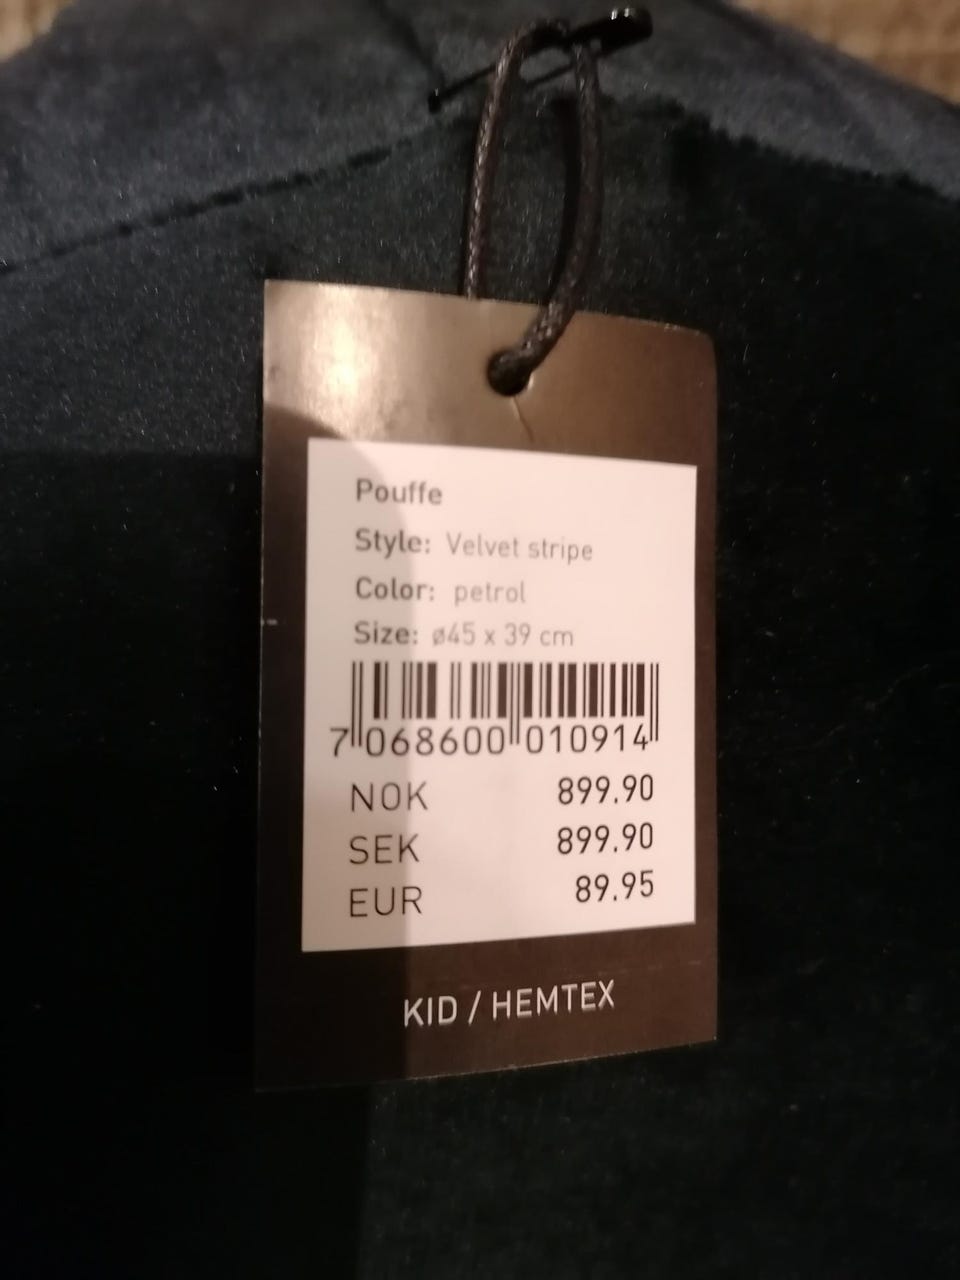 Pouffe
Style: Velvet stripe
Color: petrol
Size: ø45 x 39 cm
7 068600 010914
NOK 899.90
SEK 899.90
EUR 89.95
KID / HEMTEX